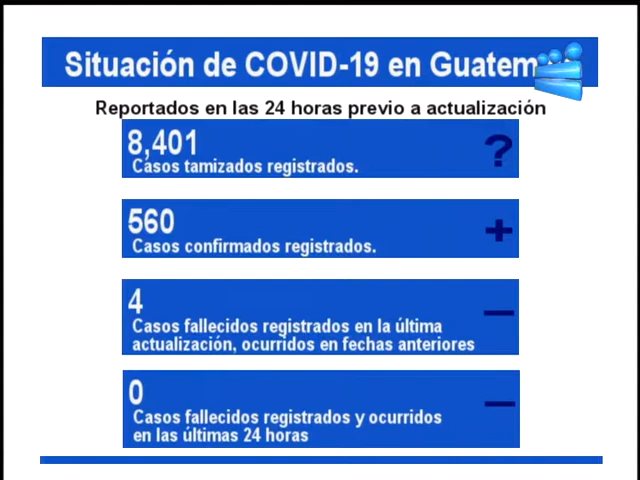 Situación de COVID-19 en Guatem
Reportados en las 24 horas previo a actualización
8,401
Casos tamizados registrados.
?
560
Casos confirmados registrados.
+
4
Casos fallecidos registrados en la última
actualización, ocurridos en fechas anteriores
—
0
Casos fallecidos registrados y ocurridos
en las últimas 24 horas
—